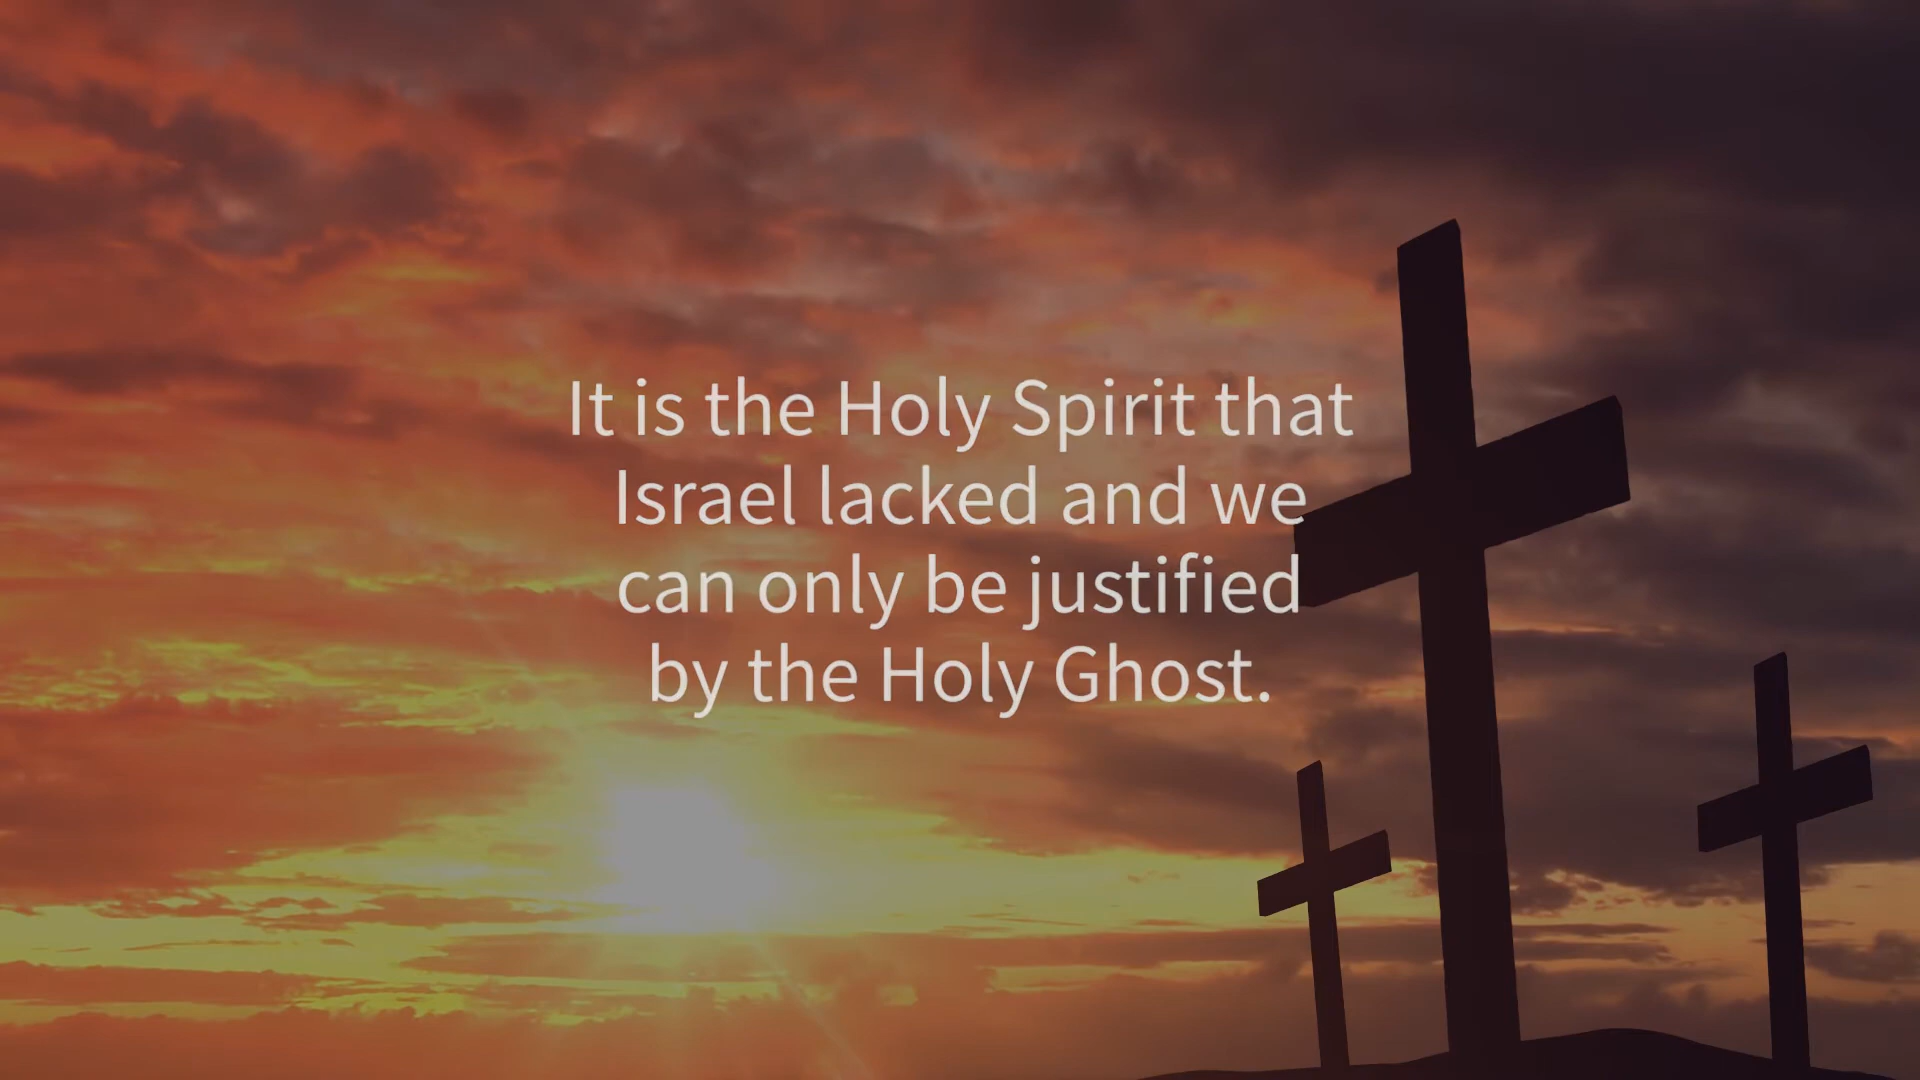 It is the Holy Spirit that
Israel lacked and we
can only be justified
by the Holy Ghost.